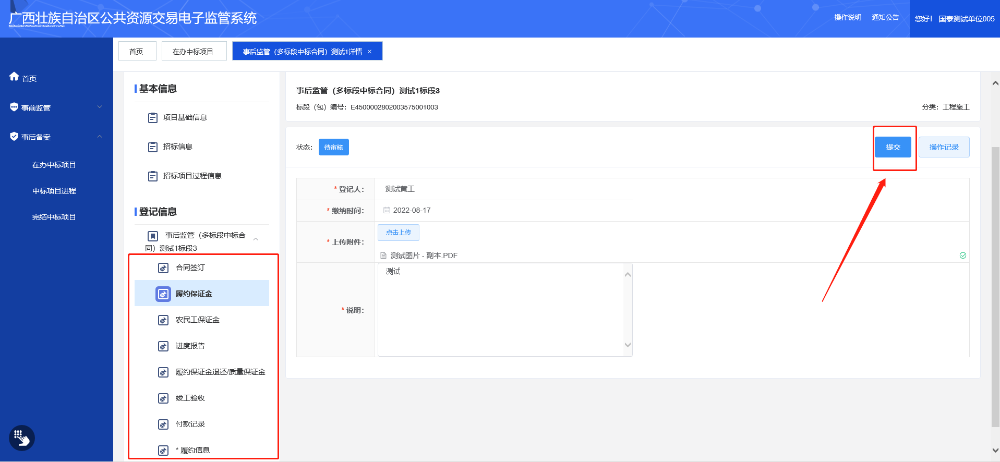 广西壮族自治区公共资源交易电子监管系统
操作说明
通知公告
您好！ 国泰测试单位005
首页
在办中标项目
事后监管（多标段中标合同）测试1详情 ×
首页
事前监管
事后备案
在办中标项目
中标项目进程
完结中标项目
基本信息
项目基础信息
招标信息
招标项目过程信息
登记信息
事后监管（多标段中标合
同）测试1标段3
合同签订
履约保证金
农民工保证金
进度报告
履约保证金退还/质量保证金
竣工验收
付款记录
* 履约信息
事后监管（多标段中标合同）测试1标段3
标段（包）编号：E4500002802003575001003
分类：工程施工
状态：
待审核
提交
操作记录
* 登记人：
测试黄工
* 缴纳时间：
2022-08-17
* 上传附件：
点击上传
测试图片 - 副本.PDF
* 说明：
测试